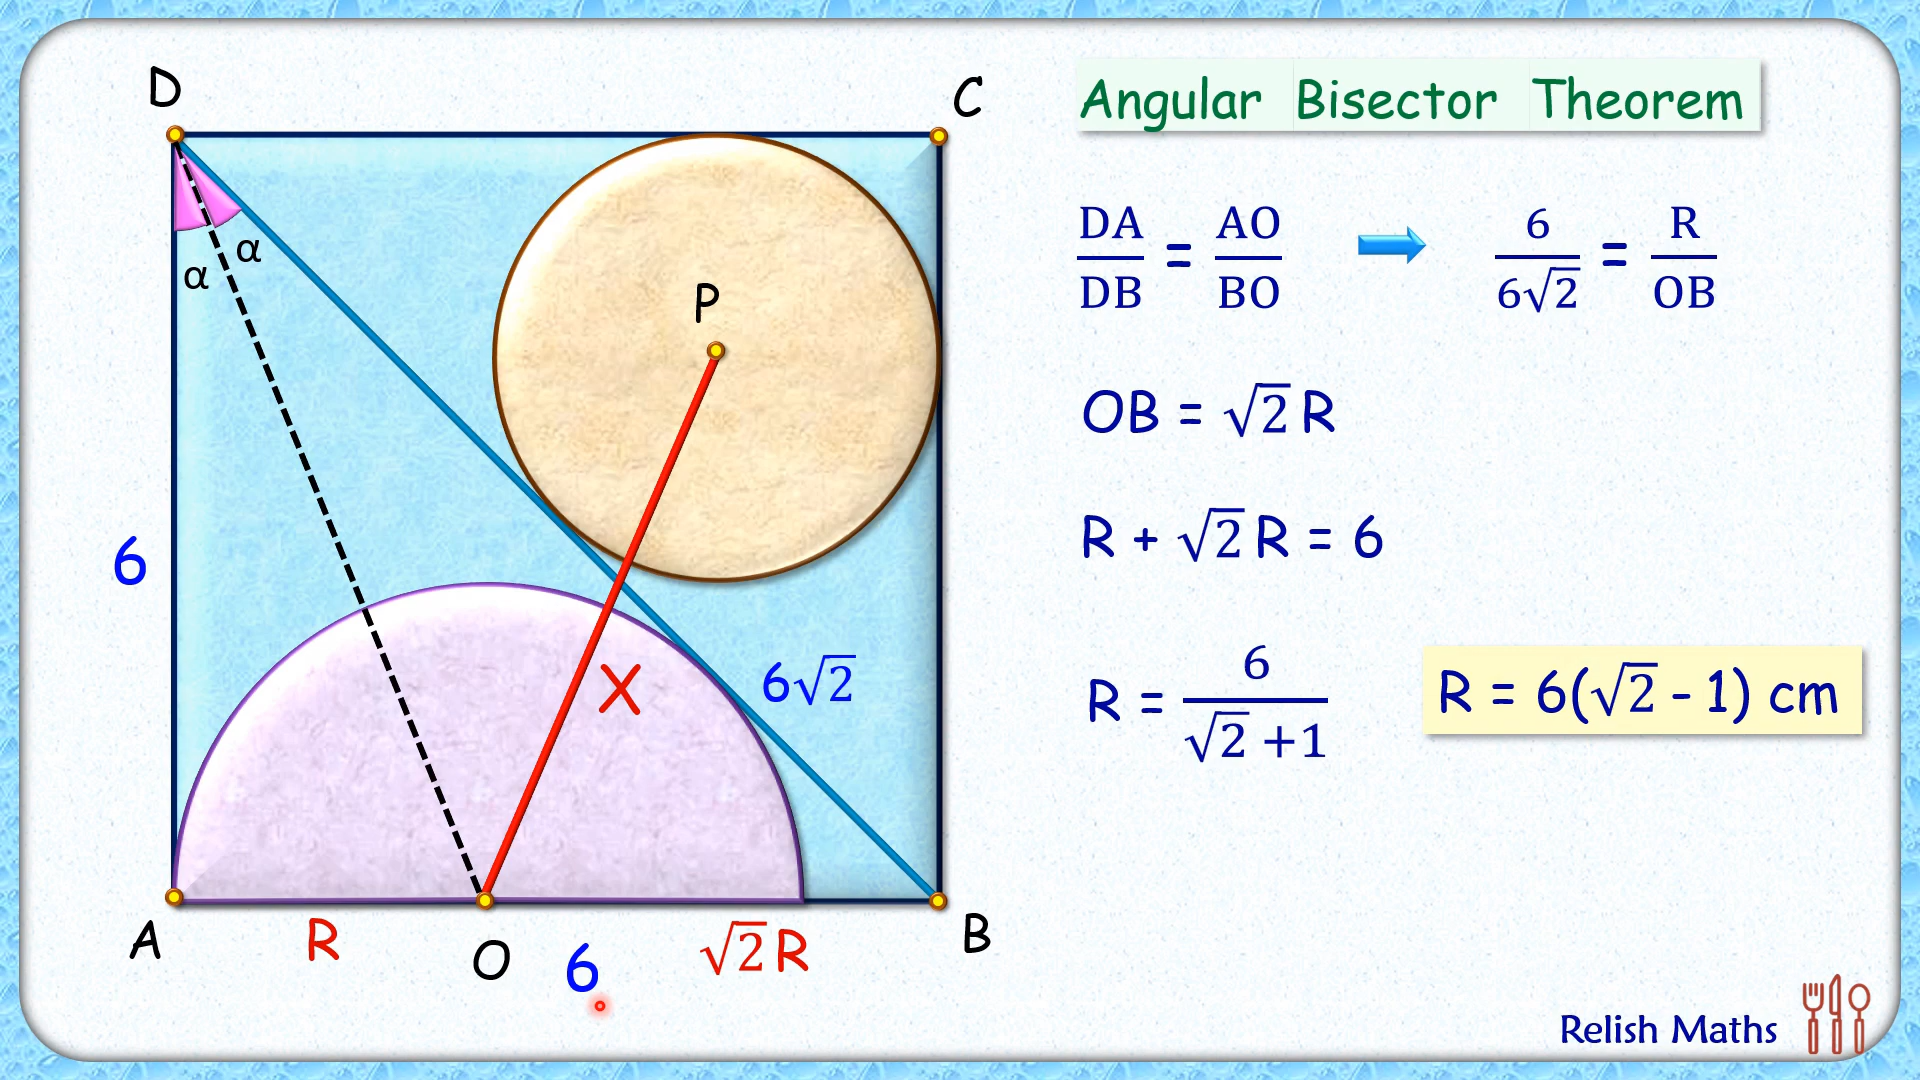 D
C
Angular Bisector Theorem
DA/DB = AO/BO
6/6√2 = R/OB
α
α
P
OB = √2 R
R + √2 R = 6
6
X
6√2
R = 6/√2 +1
R = 6(√2 - 1) cm
A
R
O
6
√2 R
B
Relish Maths